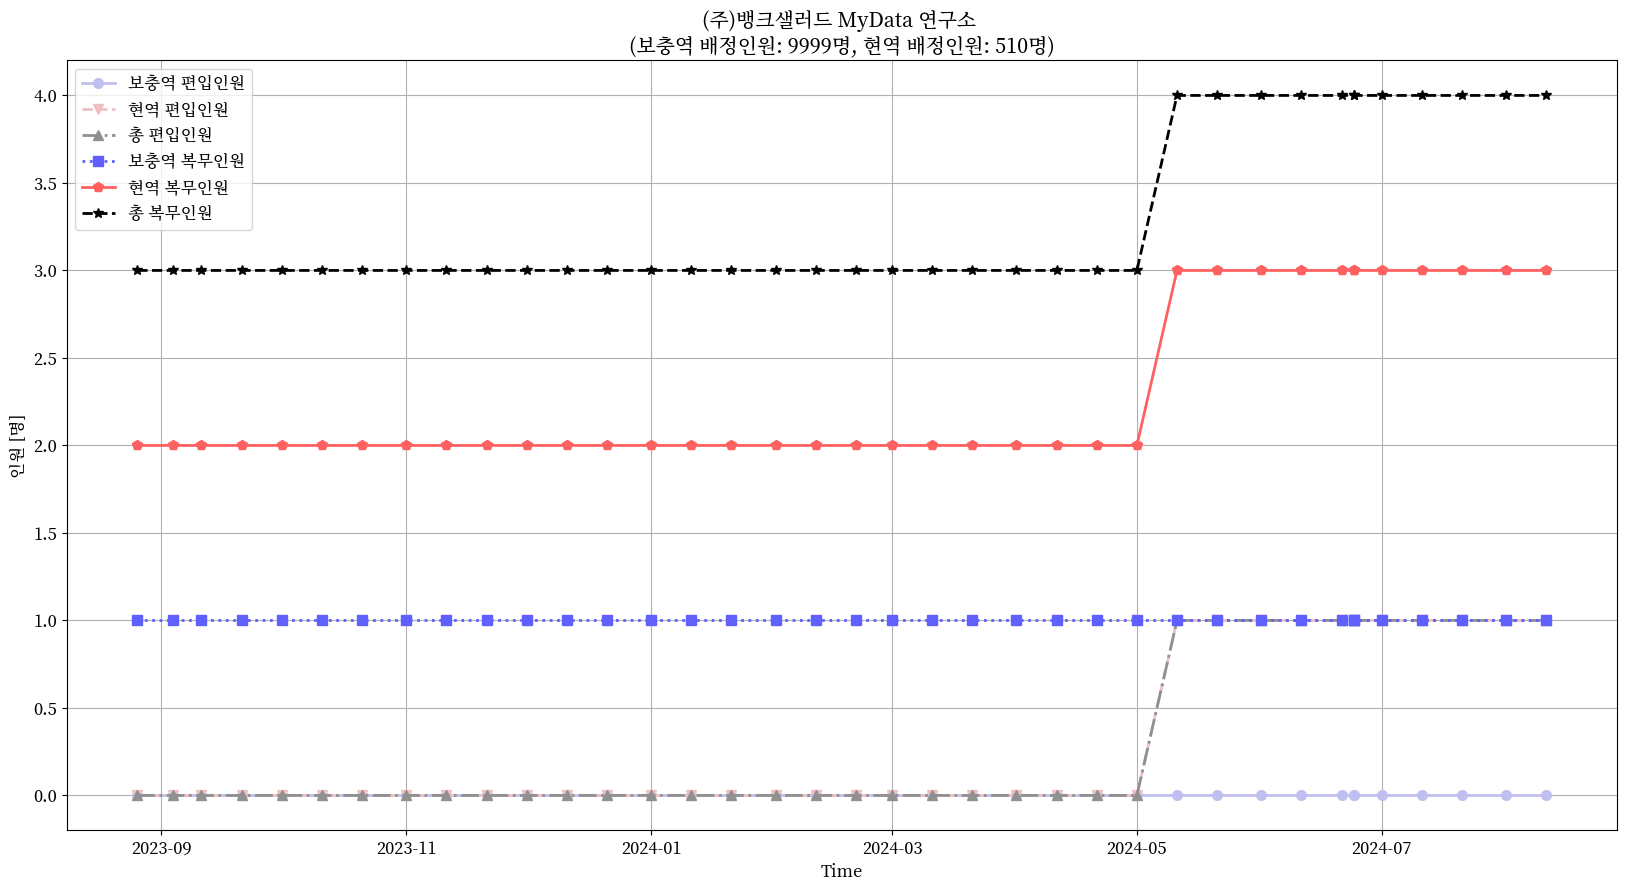 (주)뱅크샐러드 MyData 연구소
(보충역 배정인원: 9999명, 현역 배정인원: 510명)
보충역 편입인원
현역 편입인원
총 편입인원
보충역 복무인원
현역 복무인원
총 복무인원
인원 [명]
4.0
3.5
3.0
2.5
2.0
1.5
1.0
0.5
0.0
2023-09
2023-11
2024-01
2024-03
2024-05
2024-07
Time